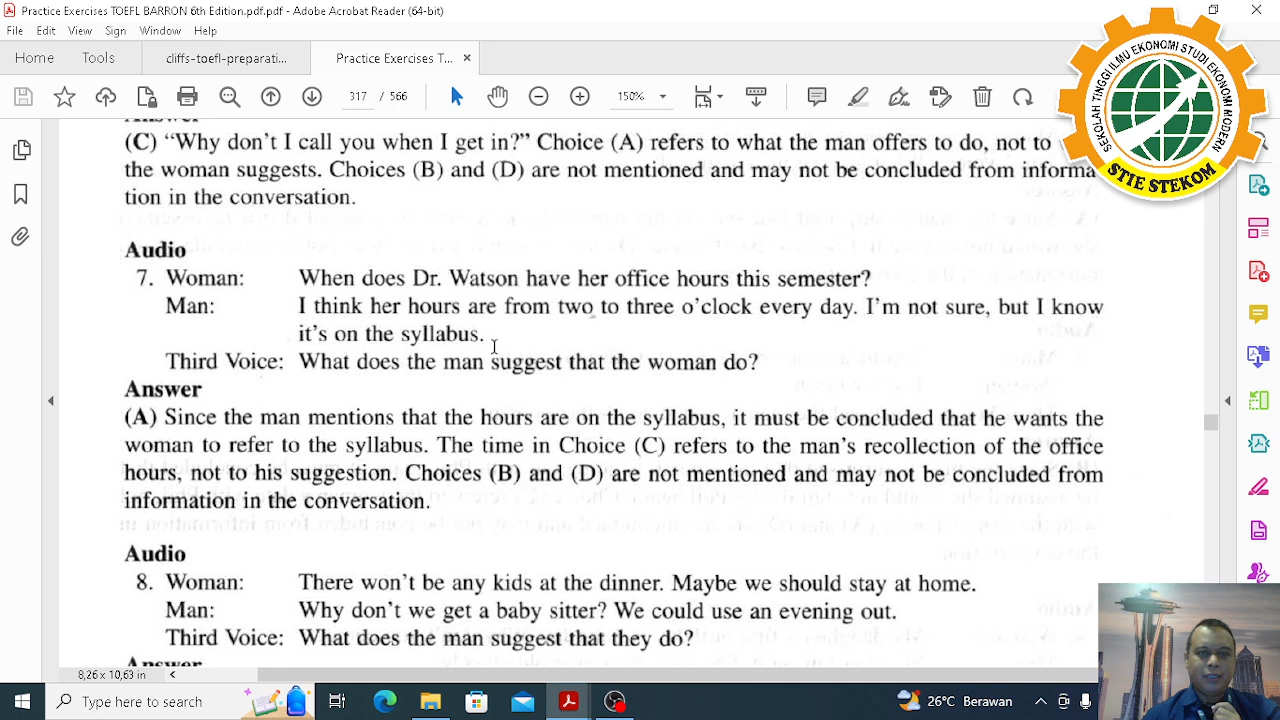 Practice Exercises TOEFL BARRON 6th Edition.pdf.pdf - Adobe Acrobat Reader (64-bit)
File Edit View Sign Window Help
Home Tools cliffs-toefl-preparati... Practice Exercises T... ×
317 / 566 150%
SEKOLAH TINGGI ILMU EKONOMI STUDI EKONOMI MODERN
STIE STEKOM
Answer
(C) “Why don’t I call you when I get in?” Choice (A) refers to what the man offers to do, not to
the woman suggests. Choices (B) and (D) are not mentioned and may not be concluded from informa-
tion in the conversation.
Audio
7. Woman: When does Dr. Watson have her office hours this semester?
Man: I think her hours are from two to three o’clock every day. I’m not sure, but I know
it’s on the syllabus.
Third Voice: What does the man suggest that the woman do?
Answer
(A) Since the man mentions that the hours are on the syllabus, it must be concluded that he wants the
woman to refer to the syllabus. The time in Choice (C) refers to the man’s recollection of the office
hours, not to his suggestion. Choices (B) and (D) are not mentioned and may not be concluded from
information in the conversation.
Audio
8. Woman: There won’t be any kids at the dinner. Maybe we should stay at home.
Man: Why don’t we get a baby sitter? We could use an evening out.
Third Voice: What does the man suggest that they do?
Answer
8,26 x 10,63 in
Type here to search
26°C Berawan